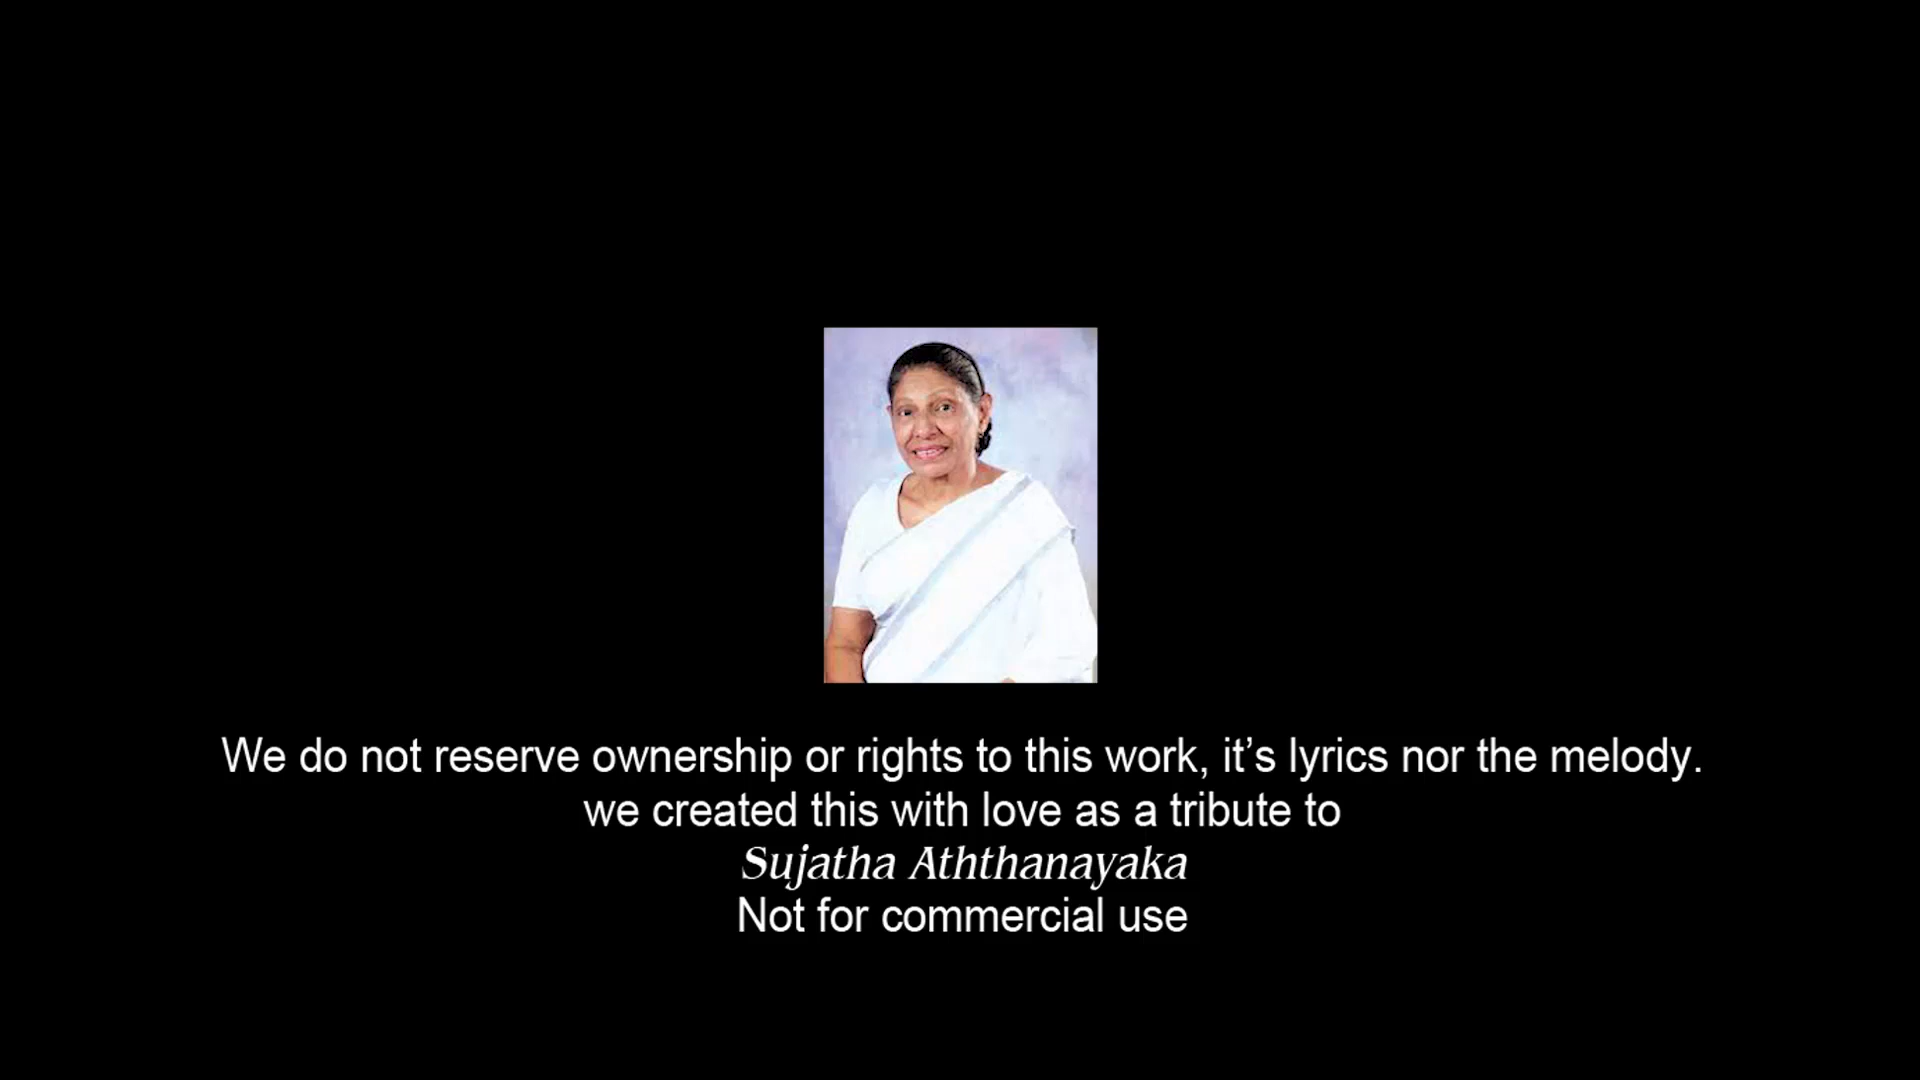 We do not reserve ownership or rights to this work, it’s lyrics nor the melody.
we created this with love as a tribute to
Sujatha Aththanayaka
Not for commercial use